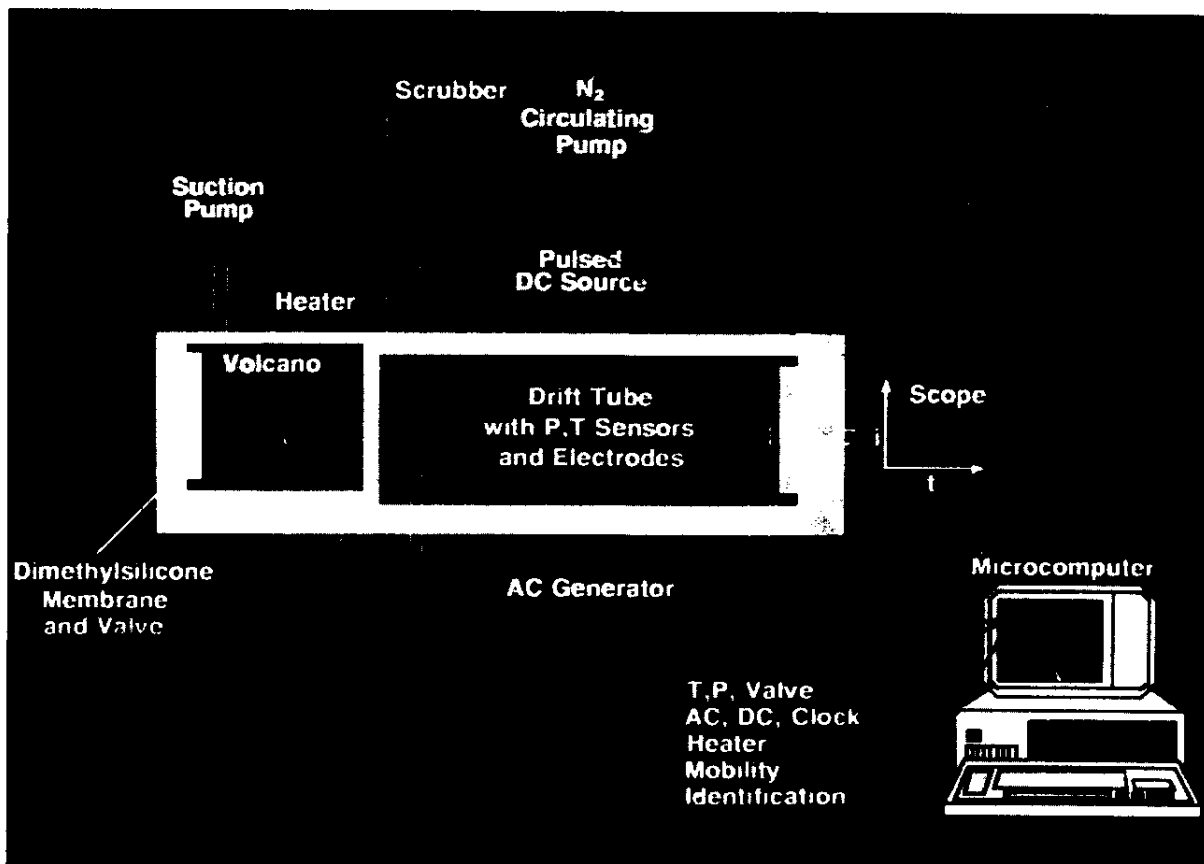 Scrubber
N₂
Circulating
Pump
Suction
Pump
Pulsed
DC Source
Heater
Volcano
Drift Tube
with P,T Sensors
and Electrodes
Scope
i
t
Dimethylsilicone
Membrane
and Valve
AC Generator
Microcomputer
T,P, Valve
AC, DC, Clock
Heater
Mobility
Identification